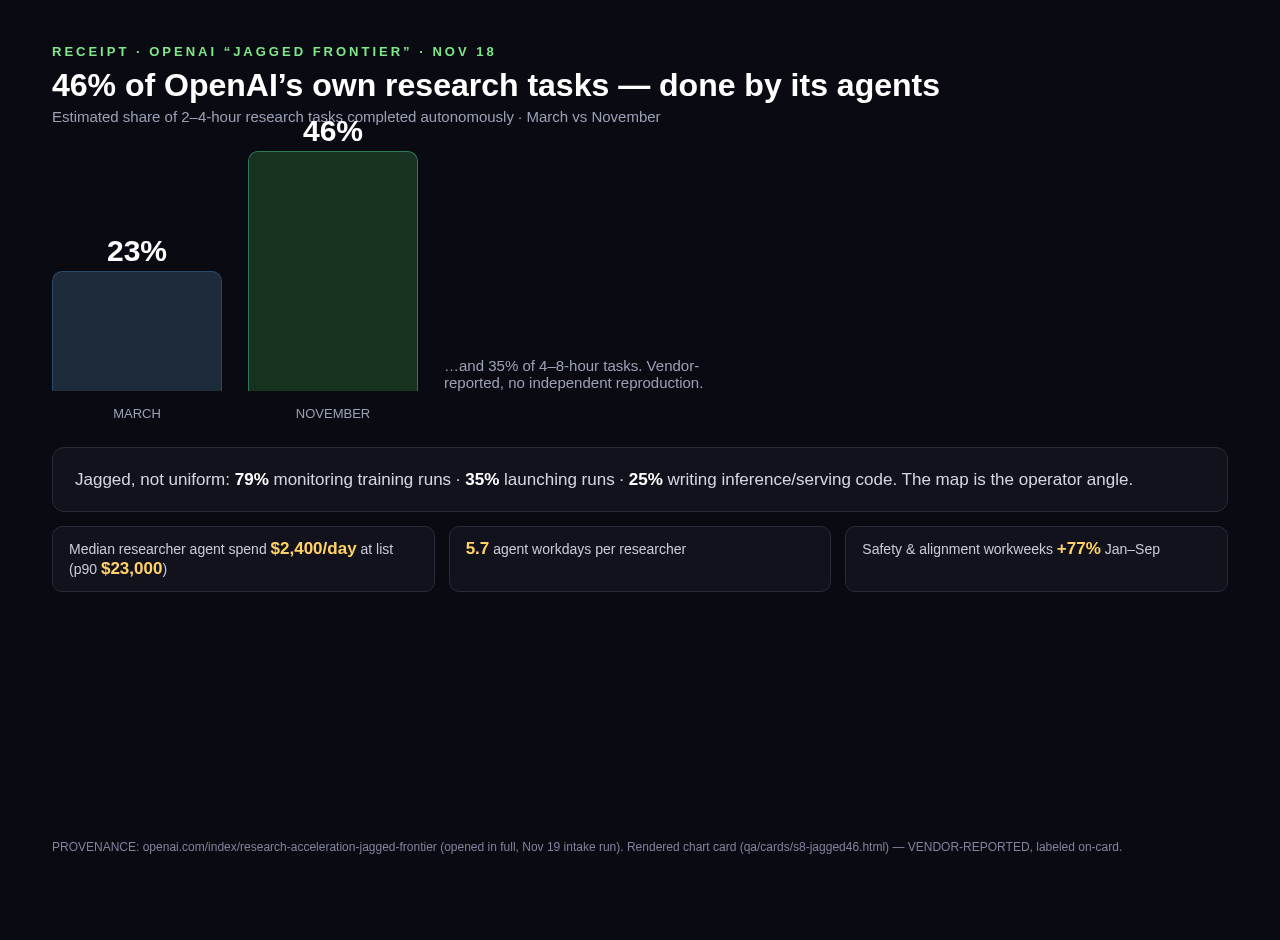 RECEIPT · OPENAI “JAGGED FRONTIER” · NOV 18
46% of OpenAI’s own research tasks — done by its agents
Estimated share of 2–4-hour research tasks completed autonomously · March vs November
46%
23%
…and 35% of 4–8-hour tasks. Vendor-
reported, no independent reproduction.
MARCH
NOVEMBER
Jagged, not uniform: 79% monitoring training runs · 35% launching runs · 25% writing inference/serving code. The map is the operator angle.
Median researcher agent spend $2,400/day at list
(p90 $23,000)
5.7 agent workdays per researcher
Safety & alignment workweeks +77% Jan–Sep
PROVENANCE: openai.com/index/research-acceleration-jagged-frontier (opened in full, Nov 19 intake run). Rendered chart card (qa/cards/s8-jagged46.html) — VENDOR-REPORTED, labeled on-card.